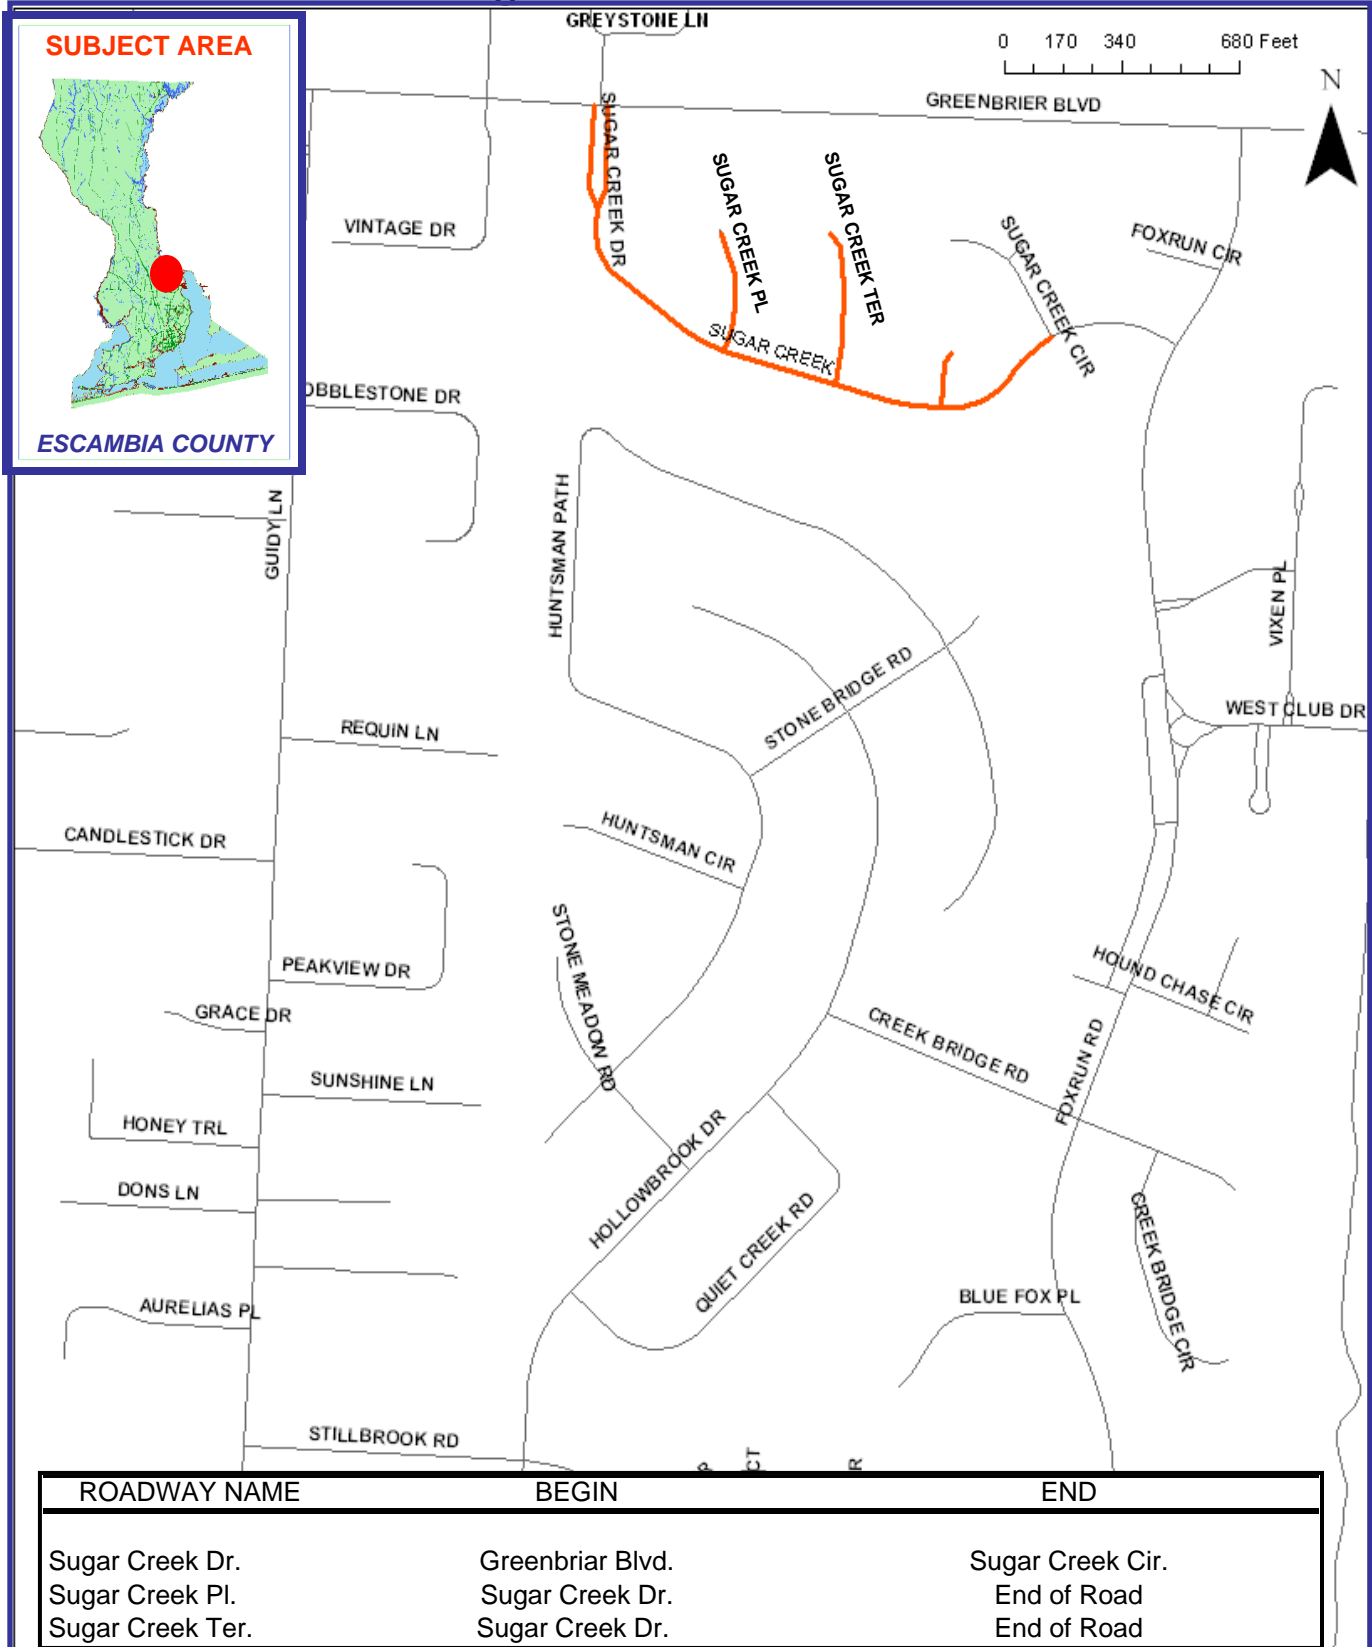 GREYSTONE LN
SUBJECT AREA
0 170 340 680 Feet
N
GREENBRIER BLVD
SUGAR CREEK DR
SUGAR CREEK PL
SUGAR CREEK TER
SUGAR CREEK CIR
FOXRUN CIR
VINTAGE DR
SUGAR CREEK
OBBLESTONE DR
ESCAMBIA COUNTY
GUIDY LN
HUNTSMAN PATH
VIXEN PL
STONE BRIDGE RD
WEST CLUB DR
REQUIN LN
CANDLESTICK DR
HUNTSMAN CIR
STONE MEADOW RD
PEAKVIEW DR
HOUND CHASE CIR
GRACE DR
CREEK BRIDGE RD
FOXRUN RD
SUNSHINE LN
HONEY TRL
HOLLOWBROOK DR
DONS LN
QUIET CREEK RD
CREEK BRIDGE CIR
AURELIAS PL
BLUE FOX PL
STILLBROOK RD
CT
R
ROADWAY NAME BEGIN END
Sugar Creek Dr. Greenbriar Blvd. Sugar Creek Cir.
Sugar Creek Pl. Sugar Creek Dr. End of Road
Sugar Creek Ter. Sugar Creek Dr. End of Road